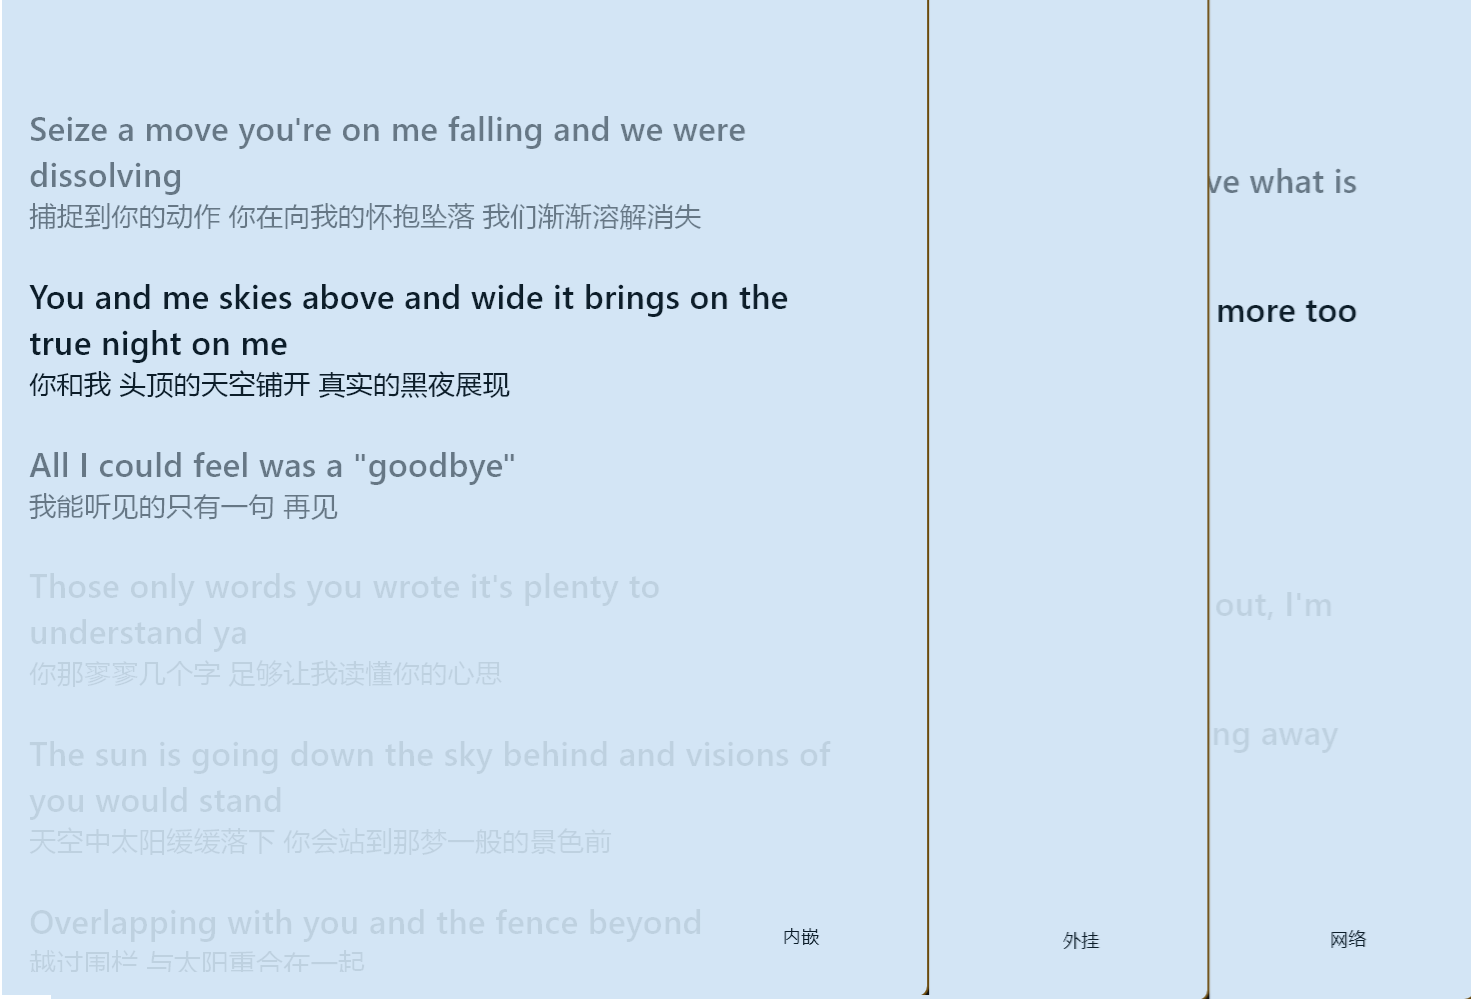 Seize a move you're on me falling and we were
dissolving
捕捉到你的动作 你在向我的怀抱坠落 我们渐渐溶解消失
You and me skies above and wide it brings on the
true night on me
你和我 头顶的天空铺开 真实的黑夜展现
All I could feel was a "goodbye"
我能听见的只有一句 再见
Those only words you wrote it's plenty to
understand ya
你那寥寥几个字 足够让我读懂你的心思
The sun is going down the sky behind and visions of
you would stand
天空中太阳缓缓落下 你会站到那梦一般的景色前
Overlapping with you and the fence beyond
越过围栏 与太阳重合在一起
内嵌
外挂
ve what is
more too
out, I'm
ng away
网络